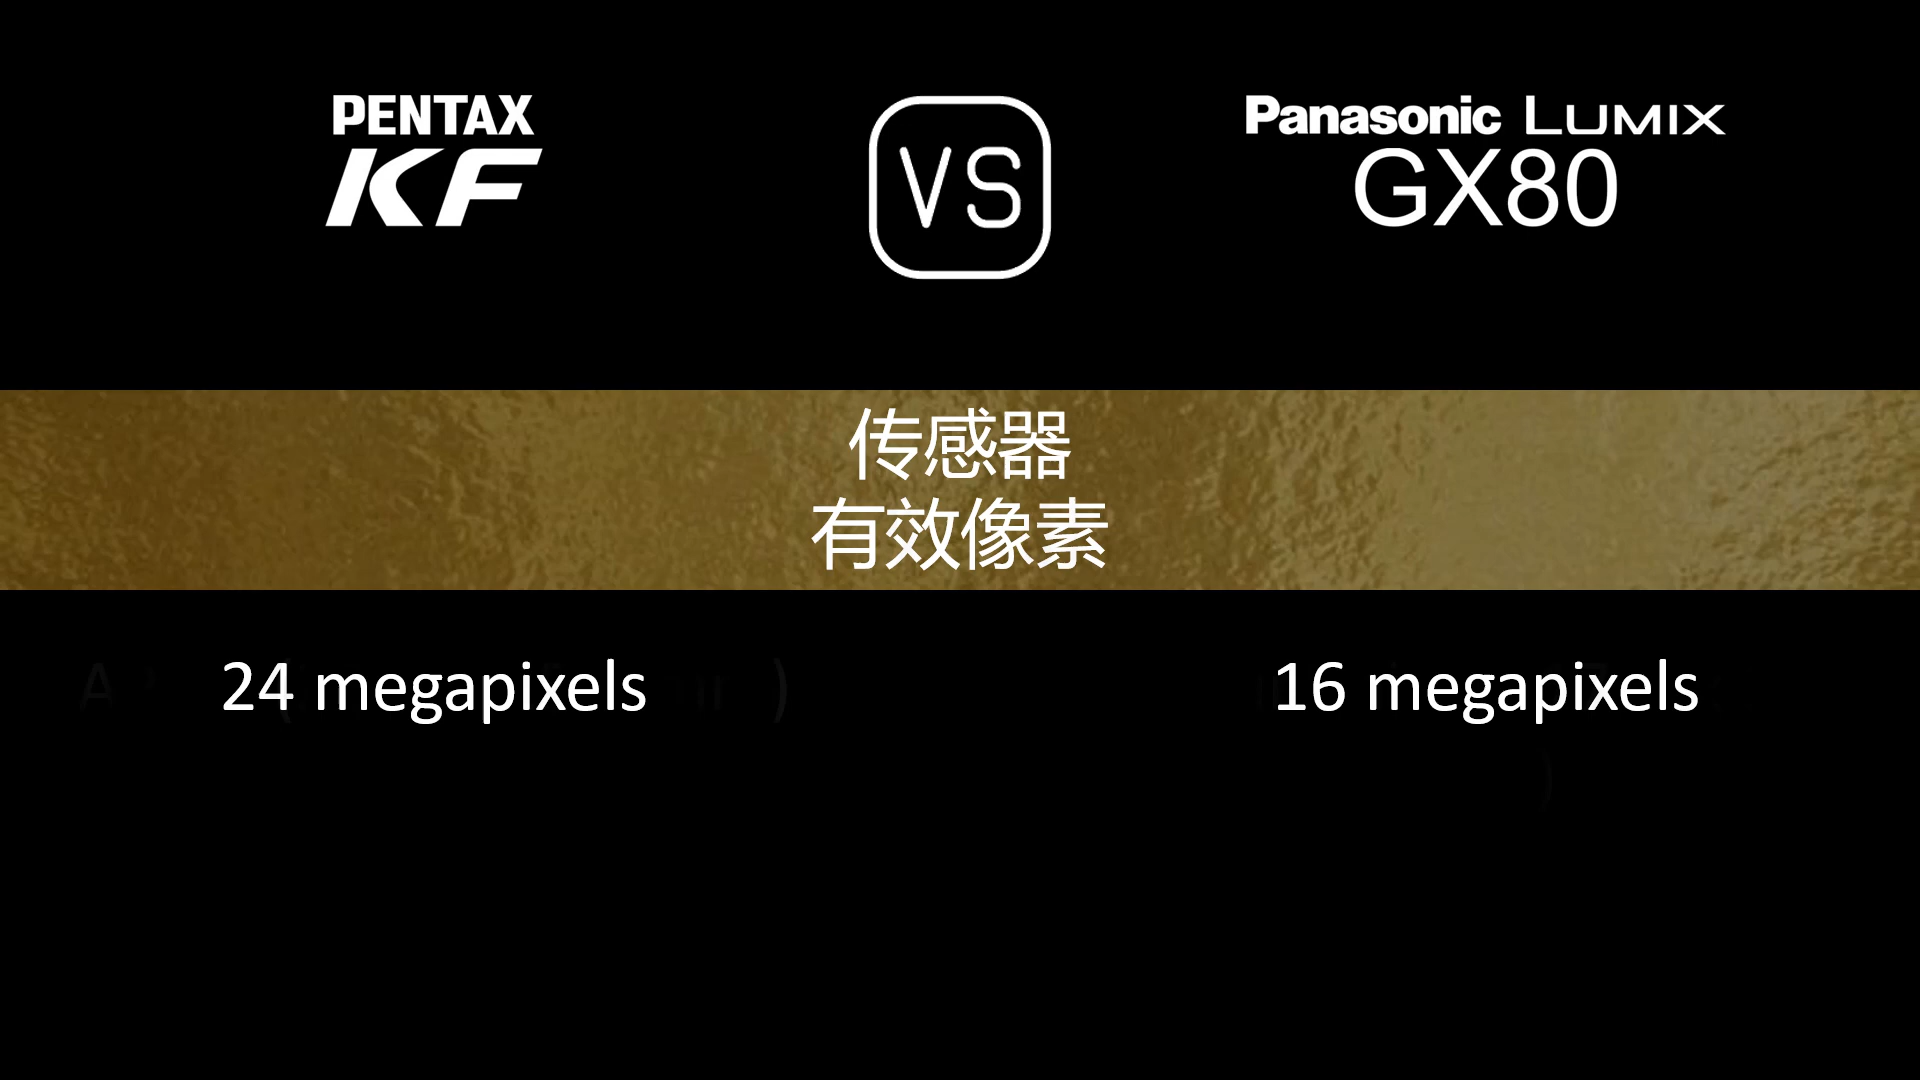 PENTAX
KF
VS
Panasonic LUMIX
GX80
传感器
有效像素
24 megapixels
16 megapixels